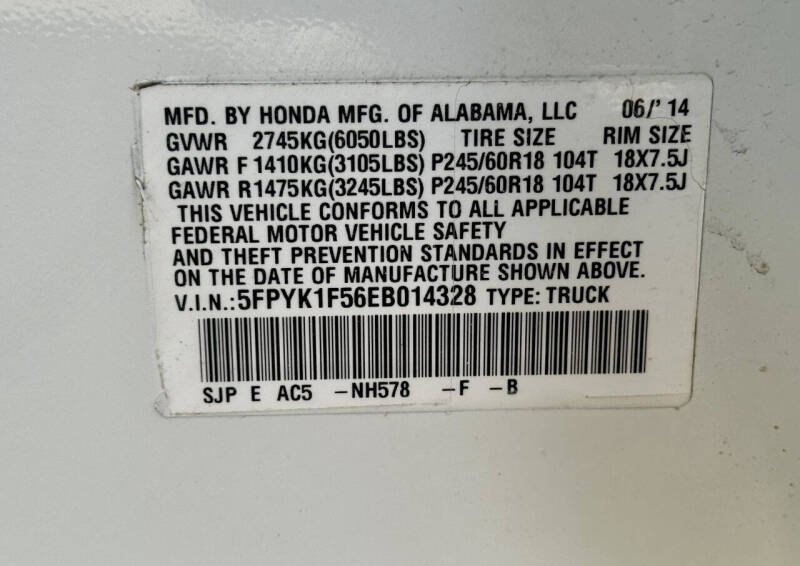 MFD. BY HONDA MFG. OF ALABAMA, LLC 06/'14
GVWR 2745KG(6050LBS) TIRE SIZE RIM SIZE
GAWR F 1410KG(3105LBS) P245/60R18 104T 18X7.5J
GAWR R1475KG(3245LBS) P245/60R18 104T 18X7.5J
THIS VEHICLE CONFORMS TO ALL APPLICABLE
FEDERAL MOTOR VEHICLE SAFETY
AND THEFT PREVENTION STANDARDS IN EFFECT
ON THE DATE OF MANUFACTURE SHOWN ABOVE.
V.I.N.:5FPYK1F56EB014328 TYPE: TRUCK
SJP E AC5 -NH578 -F -B